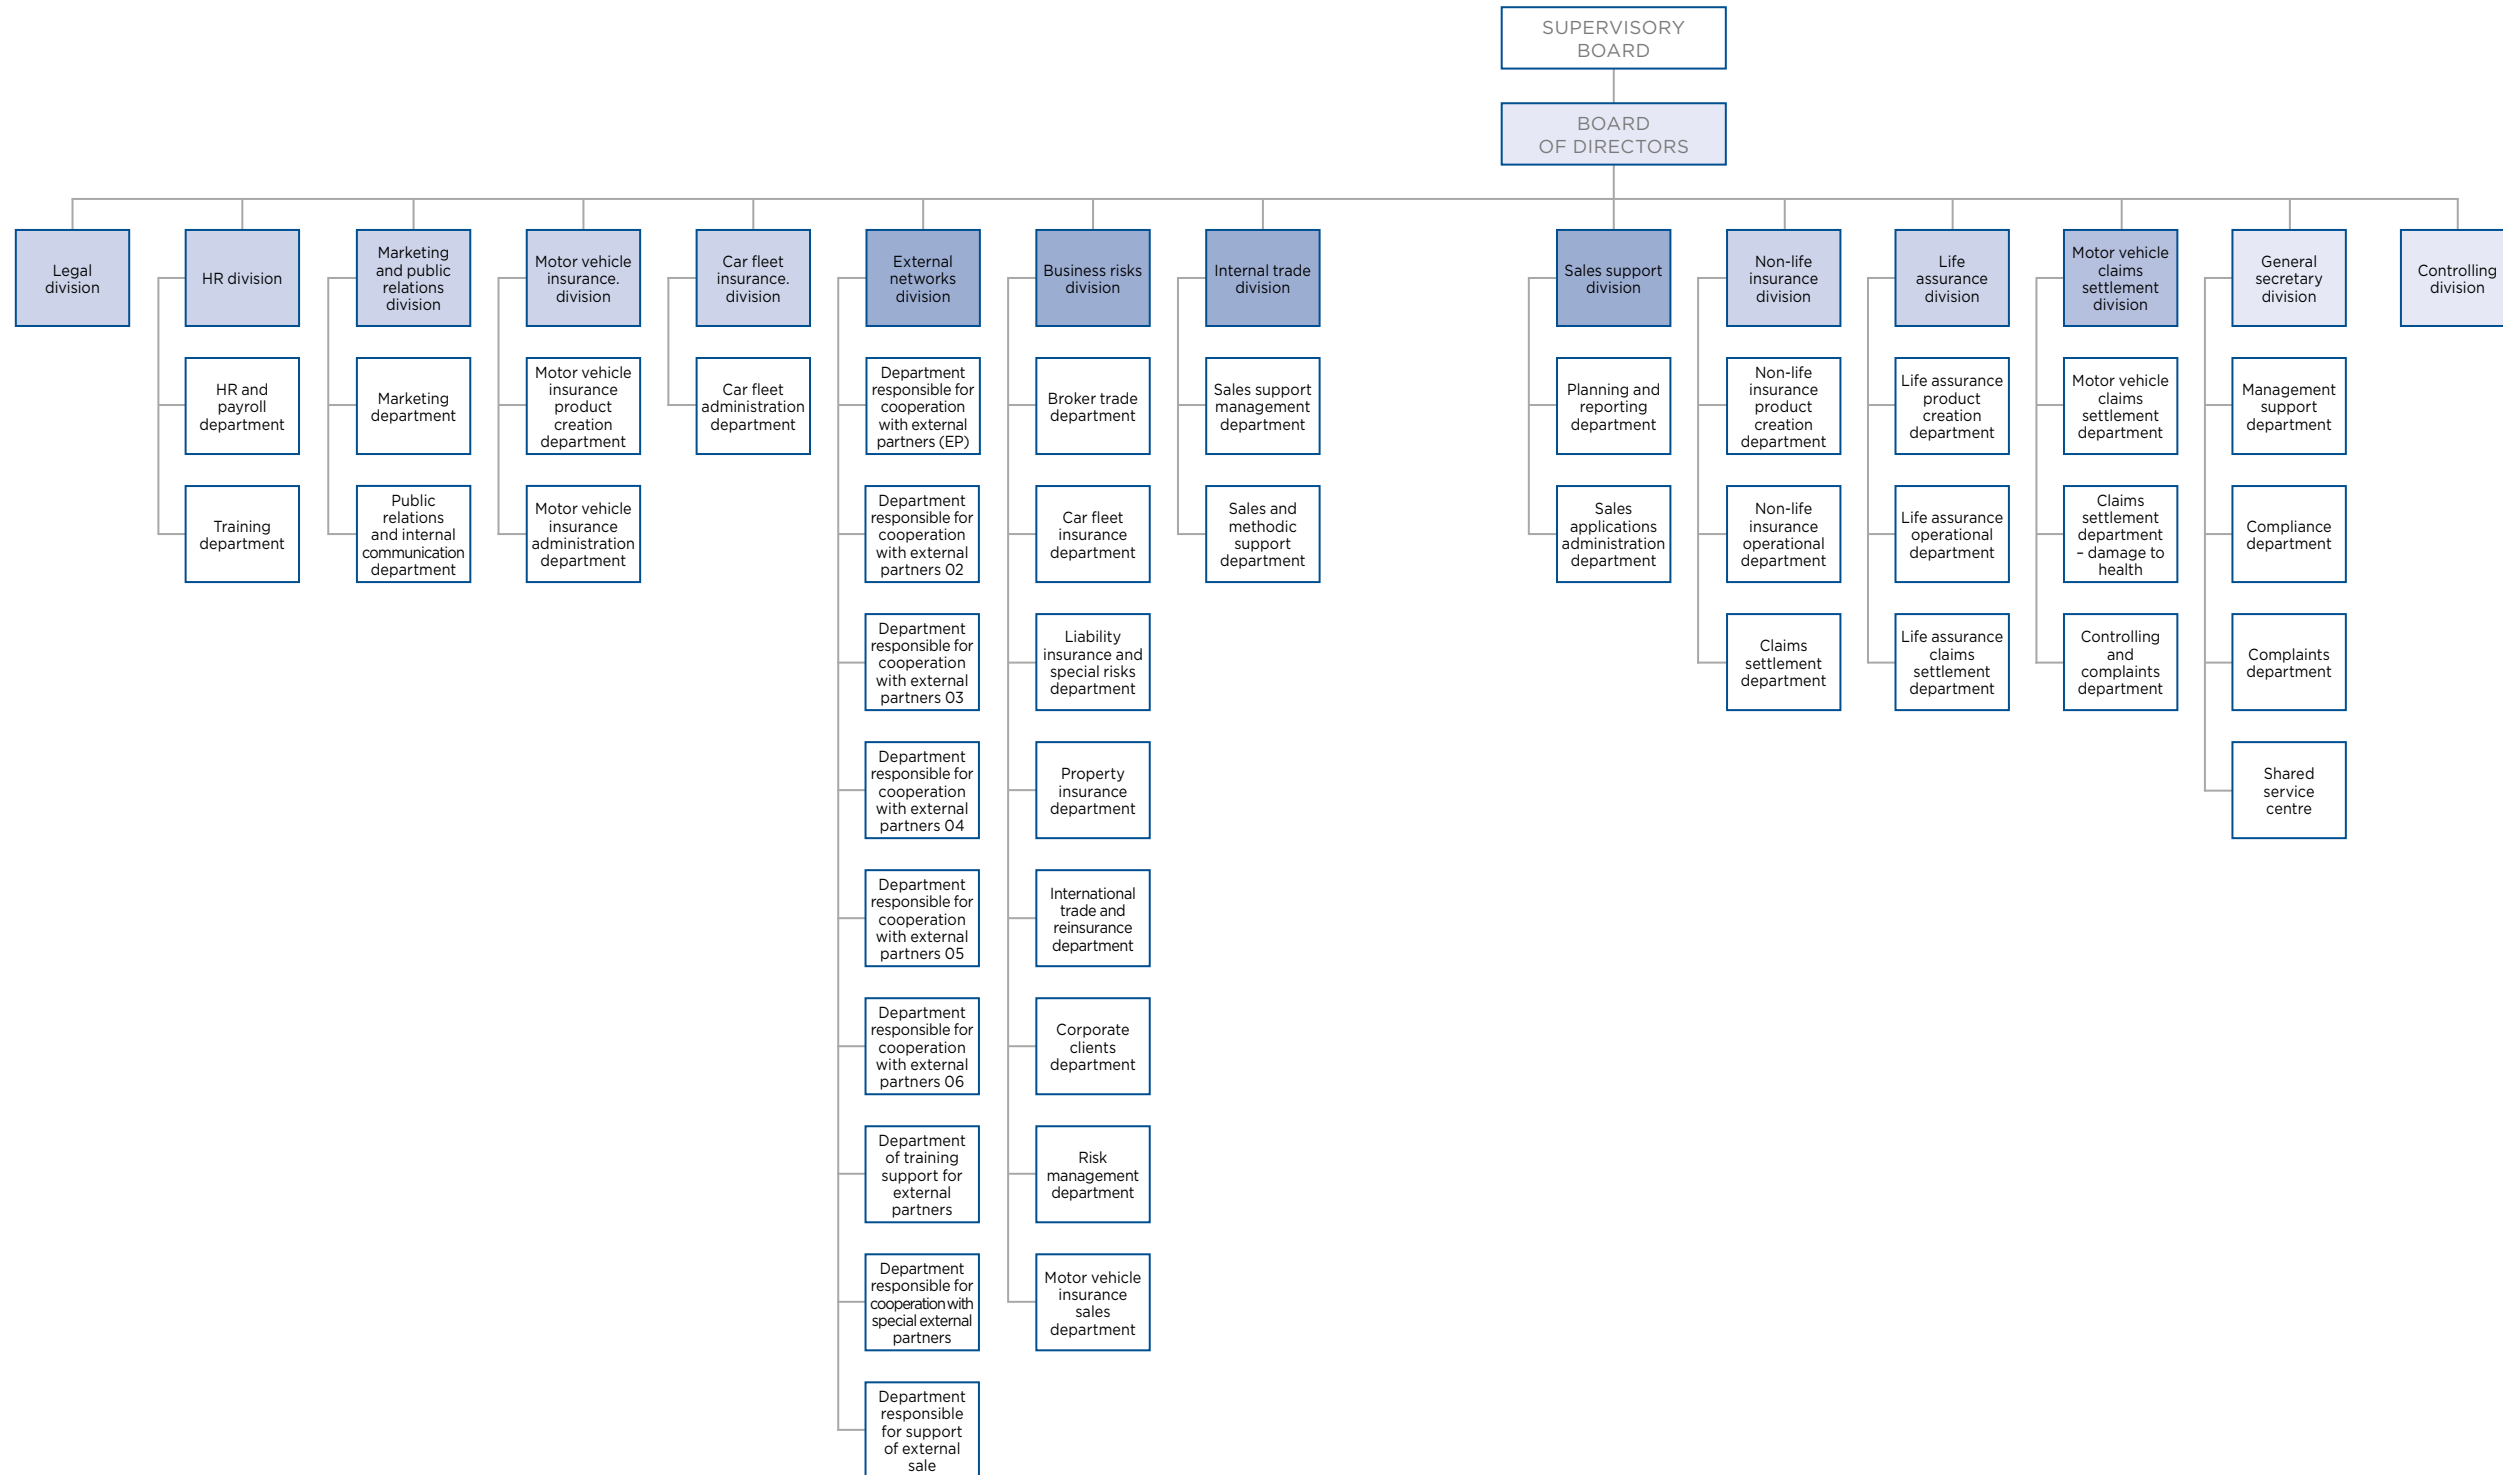 SUPERVISORY
BOARD
BOARD
OF DIRECTORS
Legal
division
HR division
Marketing
and public
relations
division
Motor vehicle
insurance.
division
Car fleet
insurance.
division
External
networks
division
Business risks
division
Internal trade
division
Sales support
division
Non-life
insurance
division
Life
assurance
division
Motor vehicle
claims
settlement
division
General
secretary
division
Controlling
division
HR and
payroll
department
Marketing
department
Motor vehicle
insurance
product
creation
department
Car fleet
administration
department
Department
responsible for
cooperation
with external
partners (EP)
Broker trade
department
Sales support
management
department
Planning and
reporting
department
Non-life
insurance
product
creation
department
Life assurance
product
creation
department
Motor vehicle
claims
settlement
department
Management
support
department
Training
department
Public
relations
and internal
communication
department
Motor vehicle
insurance
administration
department
Department
responsible for
cooperation
with external
partners 02
Car fleet
insurance
department
Sales and
methodic
support
department
Sales
applications
administration
department
Non-life
insurance
operational
department
Life assurance
operational
department
Claims
settlement
department
– damage to
health
Compliance
department
Department
responsible for
cooperation
with external
partners 03
Liability
insurance and
special risks
department
Claims
settlement
department
Life assurance
claims
settlement
department
Controlling
and
complaints
department
Complaints
department
Department
responsible for
cooperation
with external
partners 04
Property
insurance
department
Shared
service
centre
Department
responsible for
cooperation
with external
partners 05
International
trade and
reinsurance
department
Department
responsible for
cooperation
with external
partners 06
Corporate
clients
department
Department
of training
support for
external
partners
Risk
management
department
Department
responsible for
cooperation with
special external
partners
Motor vehicle
insurance
sales
department
Department
responsible
for support
of external
sale